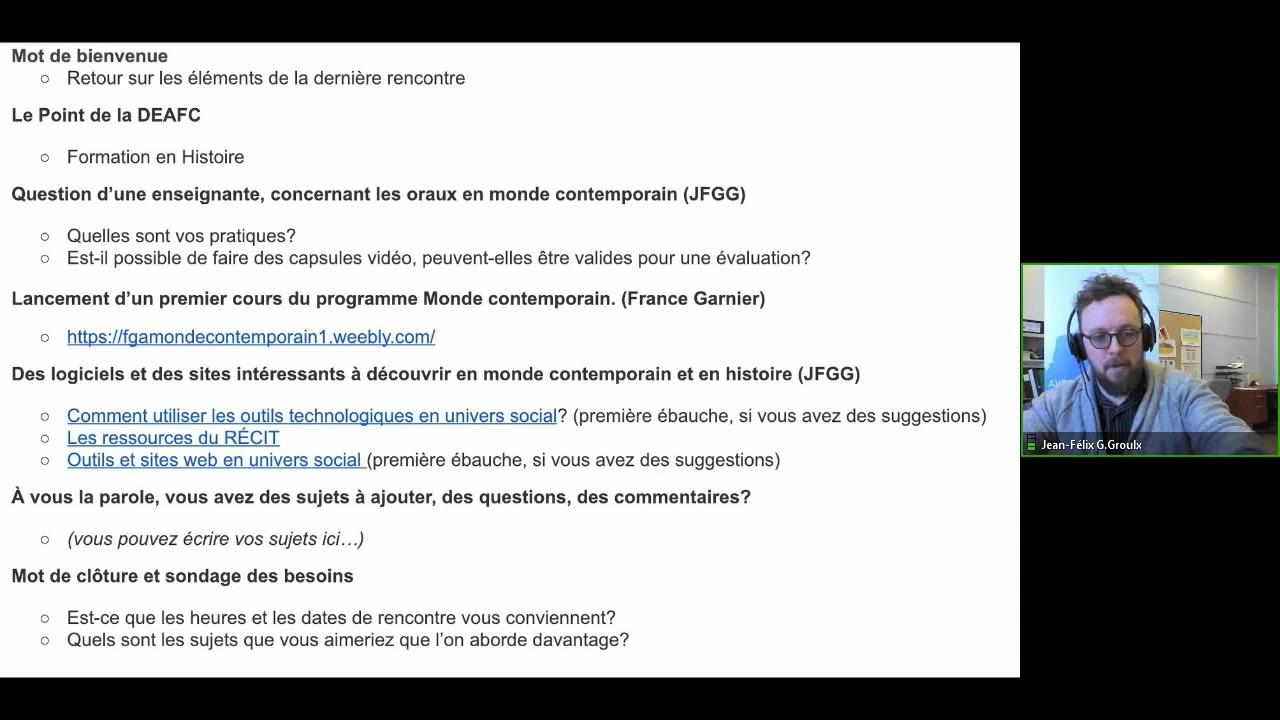 Mot de bienvenue
○ Retour sur les éléments de la dernière rencontre
Le Point de la DEAFC
○ Formation en Histoire
Question d'une enseignante, concernant les oraux en monde contemporain (JFGG)
○ Quelles sont vos pratiques?
○ Est-il possible de faire des capsules vidéo, peuvent-elles être valides pour une évaluation?
Lancement d'un premier cours du programme Monde contemporain. (France Garnier)
○ https://fgamondecontemporain1.weebly.com/
Des logiciels et des sites intéressants à découvrir en monde contemporain et en histoire (JFGG)
○ Comment utiliser les outils technologiques en univers social? (première ébauche, si vous avez des suggestions)
○ Les ressources du RÉCIT
○ Outils et sites web en univers social (première ébauche, si vous avez des suggestions)
À vous la parole, vous avez des sujets à ajouter, des questions, des commentaires?
○ (vous pouvez écrire vos sujets ici…)
Mot de clôture et sondage des besoins
○ Est-ce que les heures et les dates de rencontre vous conviennent?
○ Quels sont les sujets que vous aimeriez que l'on aborde davantage?
Jean-Félix G.Groulx